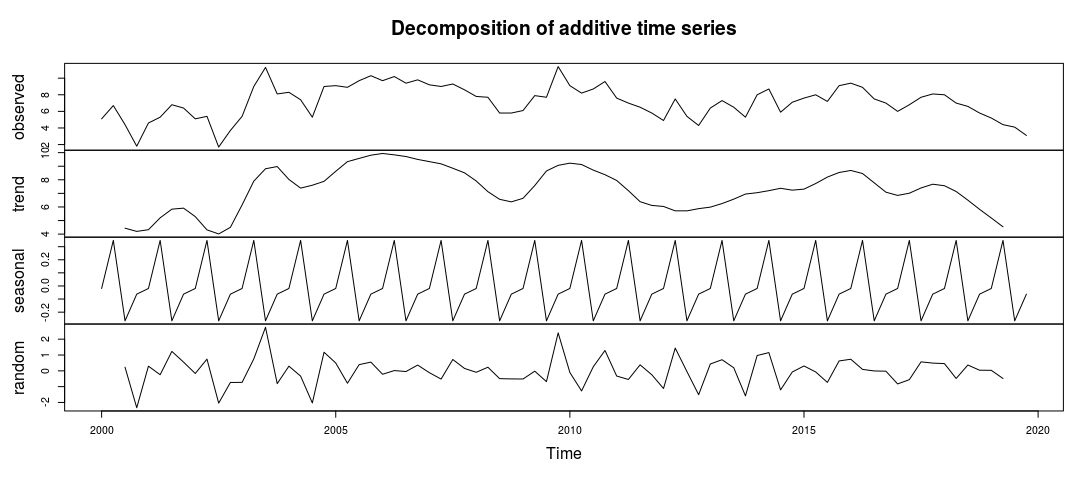 Decomposition of additive time series
observed
2 4 6 8
trend
4 6 8 10
seasonal
-0.2 0.0 0.2
random
-2 0 1 2
2000 2005 2010 2015 2020
Time